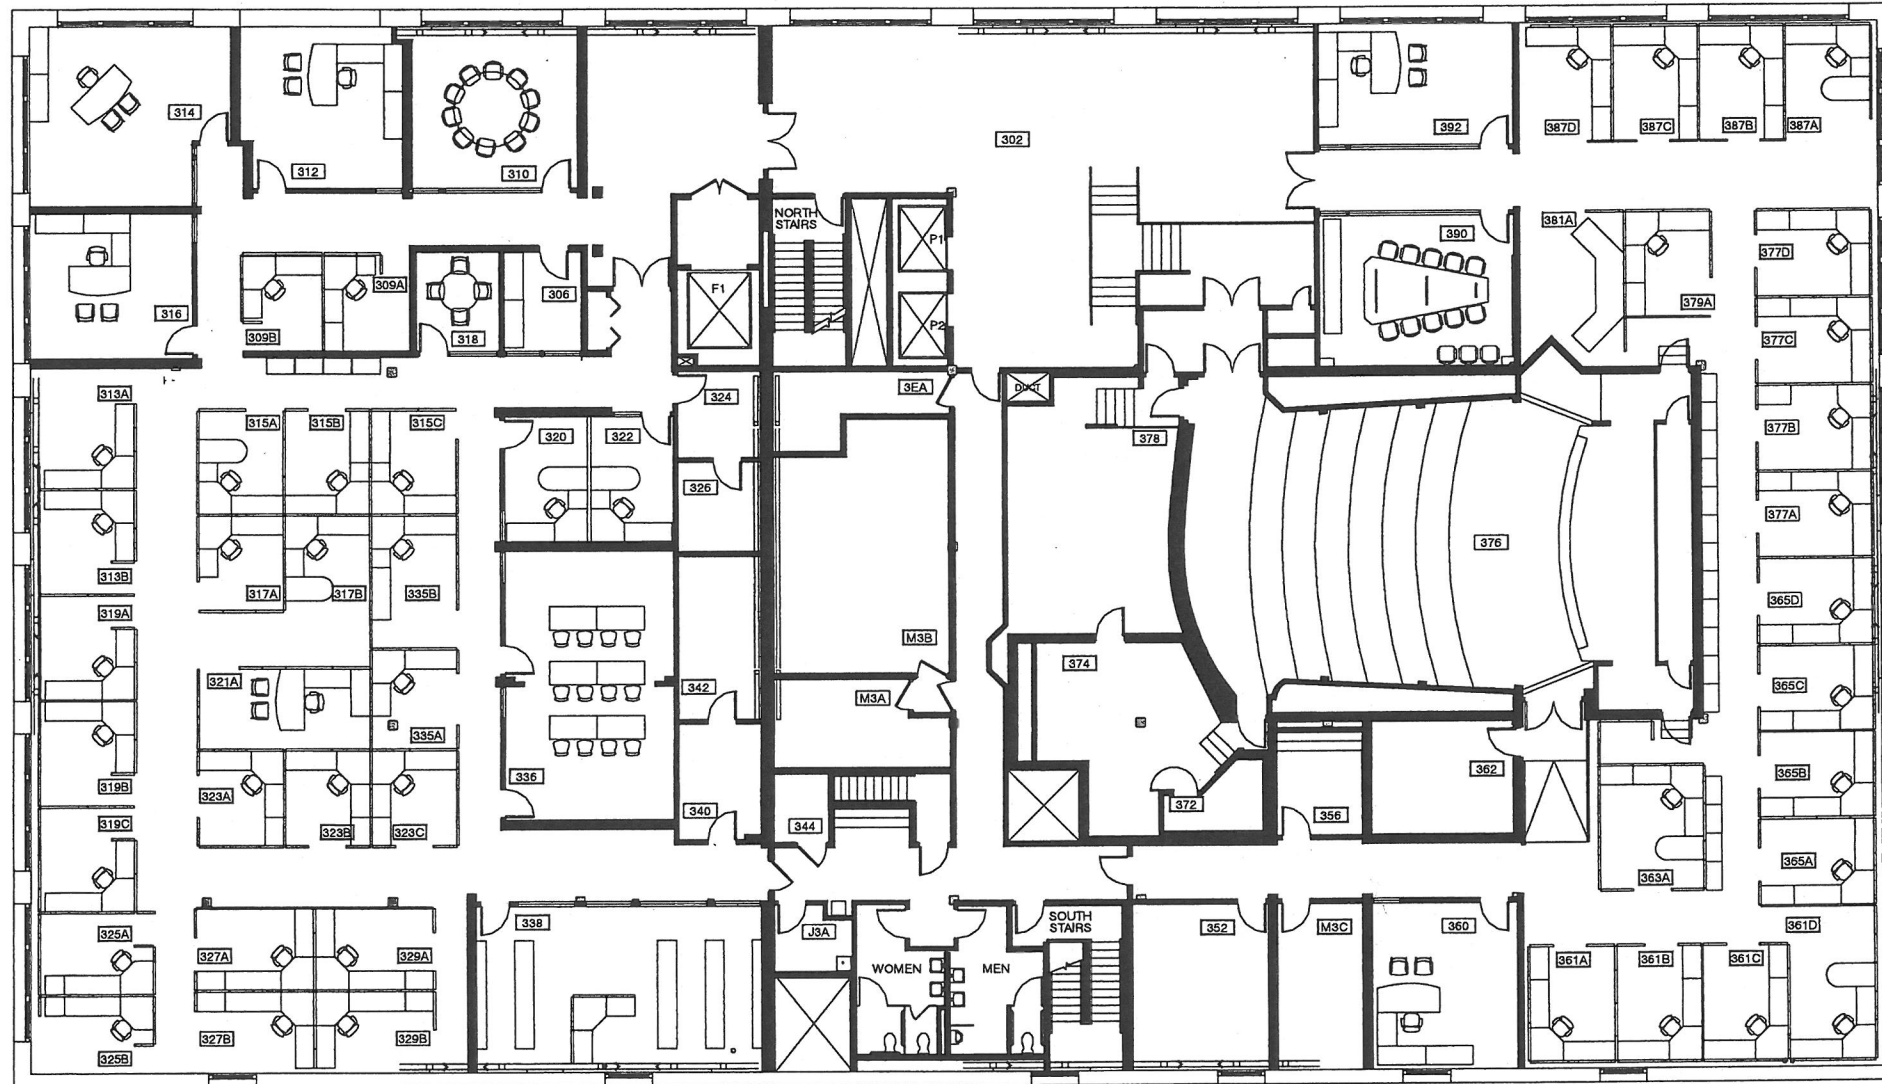 314
312
310
302
392
387D
387C
387B
387A
316
309B
309A
318
306
F1
NORTH
STAIRS
P1
P2
390
381A
379A
377D
377C
313A
315A
315B
315C
320
322
324
326
3EA
DUCT
378
377B
377A
376
313B
319A
317A
317B
335B
M3B
365D
321A
335A
342
M3A
374
365C
319B
323A
323B
323C
319C
336
340
344
372
356
362
365B
365A
363A
325A
325B
327A
327B
329A
329B
338
J3A
WOMEN
MEN
SOUTH
STAIRS
352
M3C
360
361A
361B
361C
361D